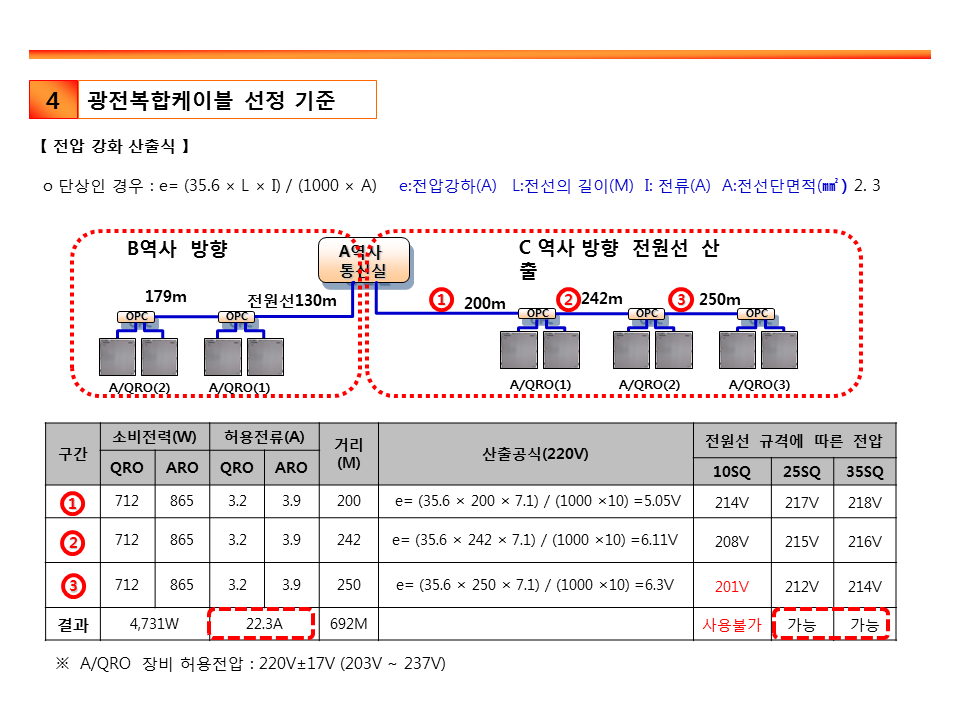 4 광전복합케이블 선정 기준
【 전압 강화 산출식 】
o 단상인 경우 : e= (35.6 × L × I) / (1000 × A) e:전압강하(A) L:전선의 길이(M) I: 전류(A) A:전선단면적(㎟) 2. 3
B역사 방향
A역사
통신실
C 역사 방향 전원선 산
출
179m
전원선130m
1
200m
2
242m
3
250m
OPC
OPC
OPC
OPC
OPC
A/QRO(2)
A/QRO(1)
A/QRO(1)
A/QRO(2)
A/QRO(3)
구간 소비전력(W) 허용전류(A) 거리
(M) 산출공식(220V) 전원선 규격에 따른 전압
QRO ARO QRO ARO 10SQ 25SQ 35SQ
1 712 865 3.2 3.9 200 e= (35.6 × 200 × 7.1) / (1000 ×10) =5.05V 214V 217V 218V
2 712 865 3.2 3.9 242 e= (35.6 × 242 × 7.1) / (1000 ×10) =6.11V 208V 215V 216V
3 712 865 3.2 3.9 250 e= (35.6 × 250 × 7.1) / (1000 ×10) =6.3V 201V 212V 214V
결과 4,731W 22.3A 692M 사용불가 가능 가능
※ A/QRO 장비 허용전압 : 220V±17V (203V ~ 237V)